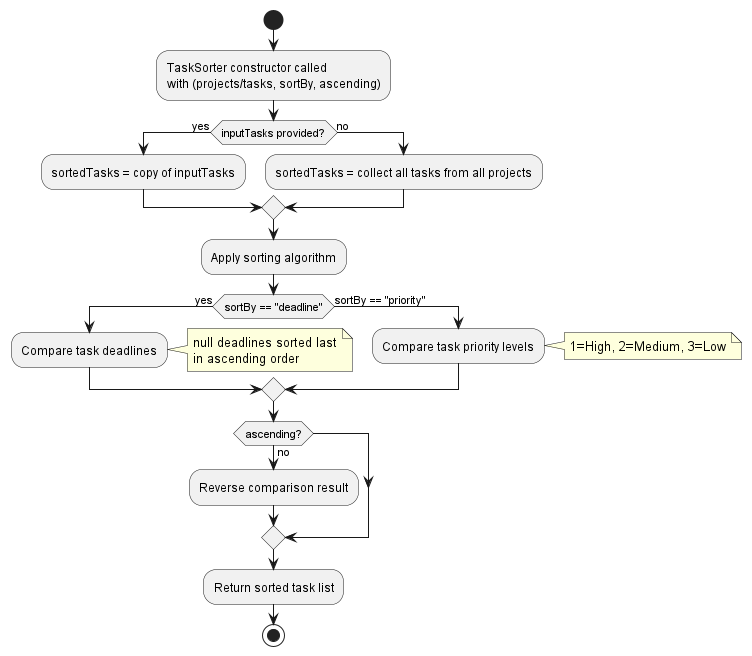 TaskSorter constructor called
with (projects/tasks, sortBy, ascending)
yes
inputTasks provided?
no
sortedTasks = copy of inputTasks
sortedTasks = collect all tasks from all projects
Apply sorting algorithm
yes
sortBy == "deadline"
sortBy == "priority"
Compare task deadlines
null deadlines sorted last
in ascending order
Compare task priority levels
1=High, 2=Medium, 3=Low
ascending?
no
Reverse comparison result
Return sorted task list